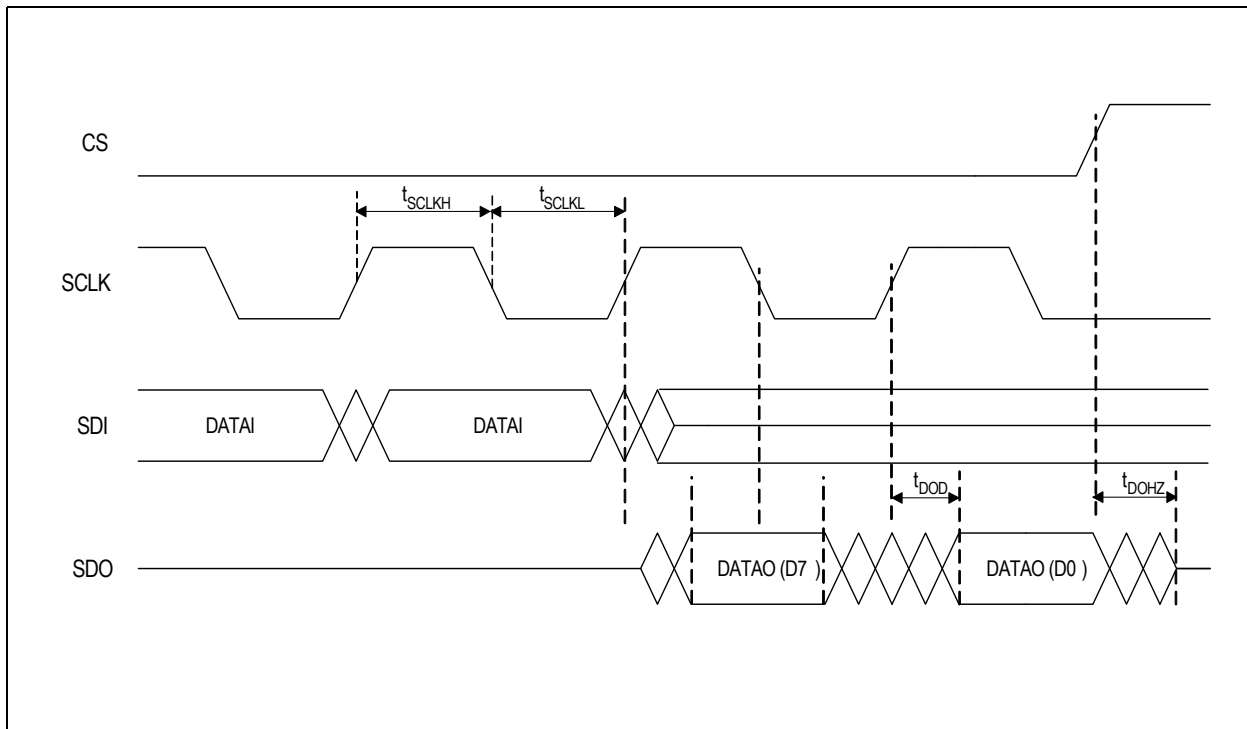 CS
tSCLKH
tSCLKL
SCLK
SDI
DATAI
DATAI
tDOD
tDOHZ
SDO
DATAO (D7 )
DATAO (D0 )